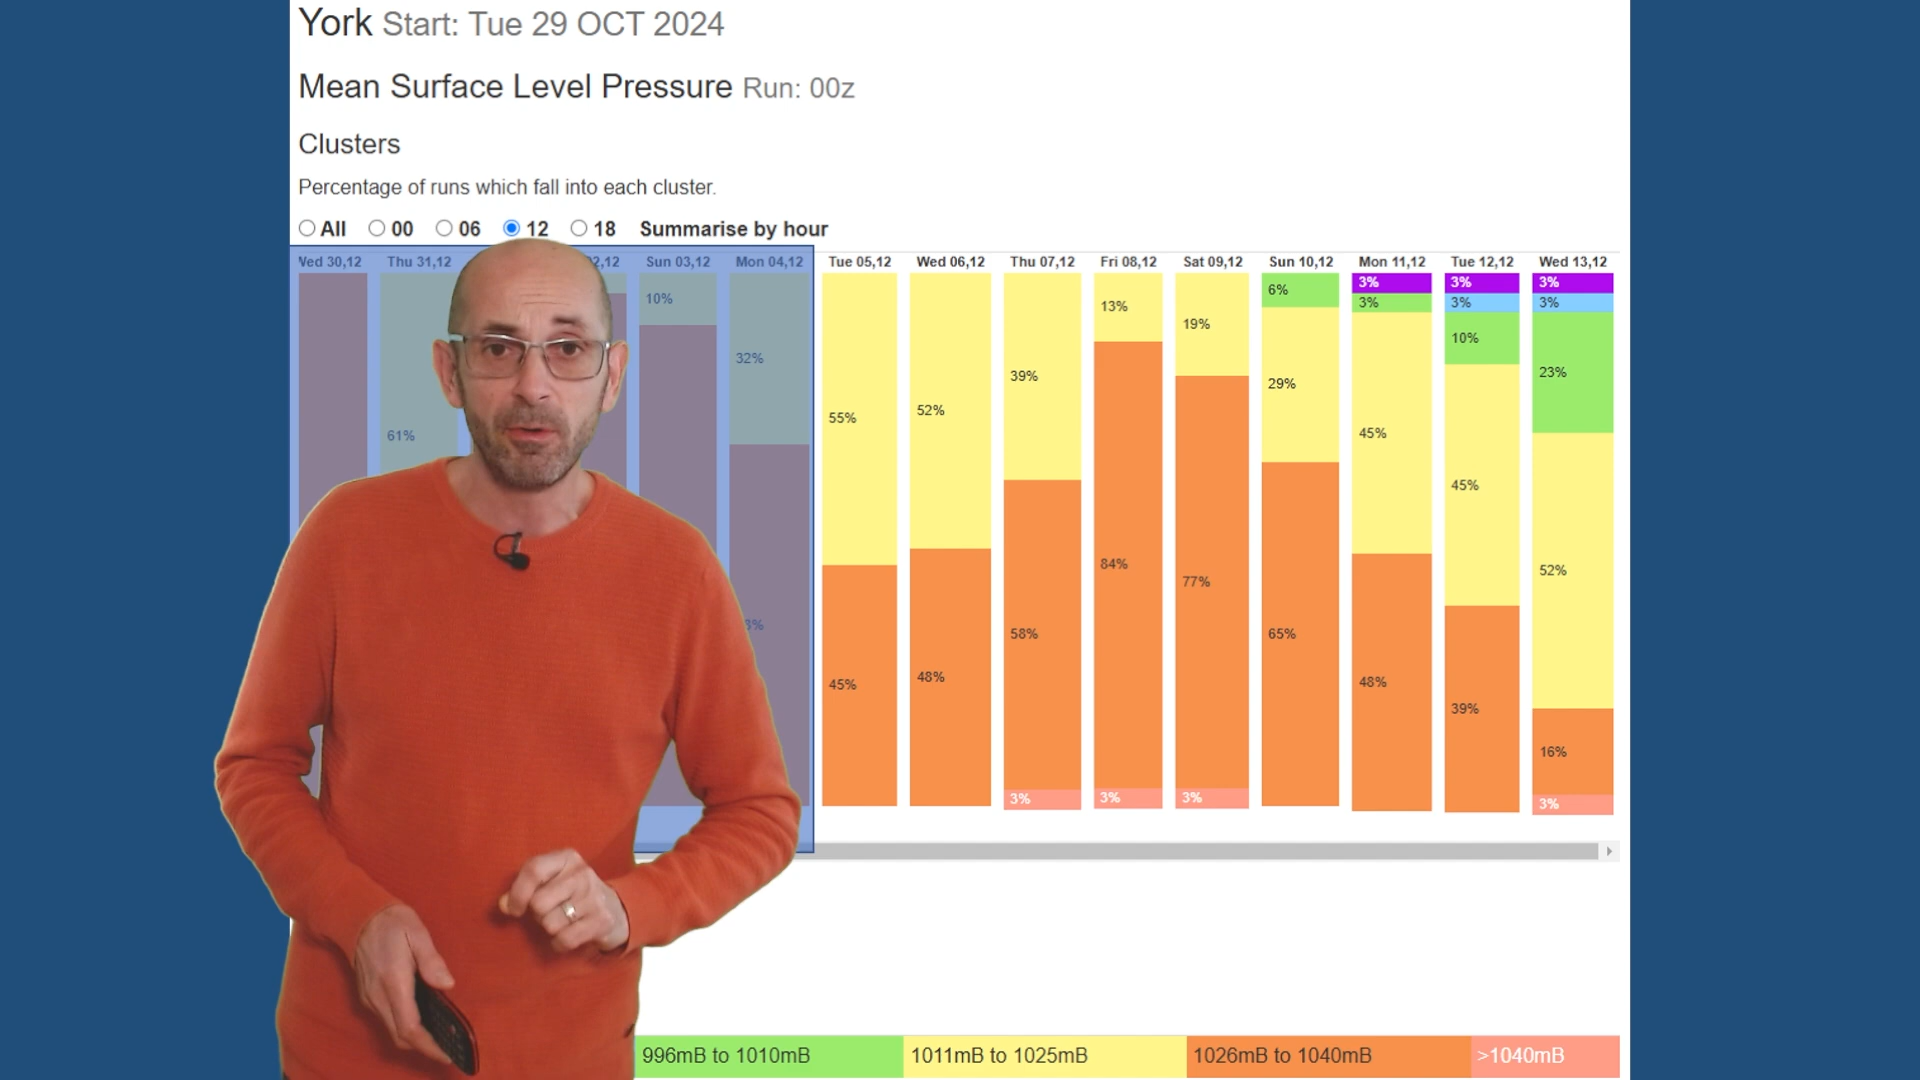 York Start: Tue 29 OCT 2024
Mean Surface Level Pressure Run: 00z
Clusters
Percentage of runs which fall into each cluster.
All 00 06 12 18 Summarise by hour
Wed 30,12 Thu 31,12 02,12 Sun 03,12 Mon 04,12 Tue 05,12 Wed 06,12 Thu 07,12 Fri 08,12 Sat 09,12 Sun 10,12 Mon 11,12 Tue 12,12 Wed 13,12
3% 3% 3%
10% 6% 3% 3% 3%
13% 19% 10%
32% 39% 29% 23%
61% 55% 52% 45% 45%
84% 77% 52%
58% 65%
45% 48% 48% 39%
16%
3% 3% 3% 3%
996mB to 1010mB 1011mB to 1025mB 1026mB to 1040mB >1040mB